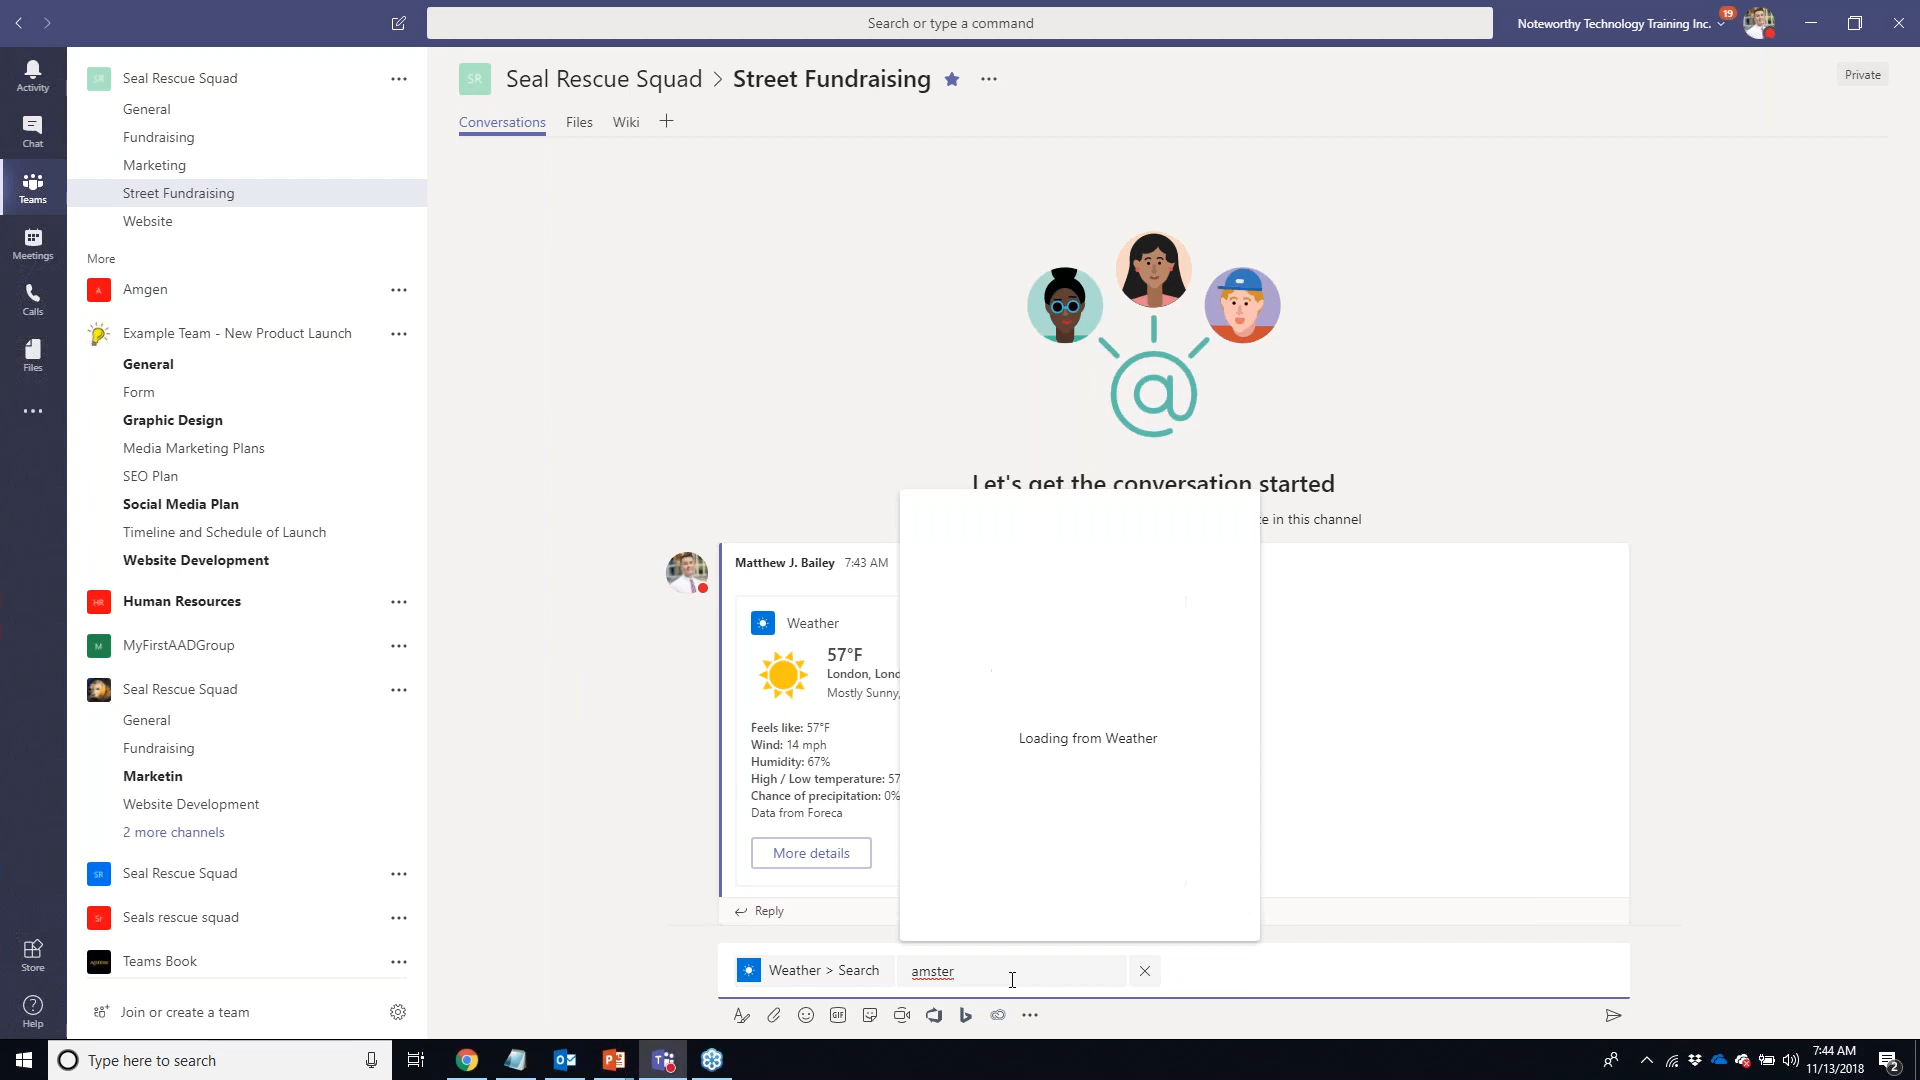 Search or type a command
Noteworthy Technology Training Inc.
19
Activity
Chat
Teams
Meetings
Calls
Files
Store
Help
SR
Seal Rescue Squad
General
Fundraising
Marketing
Street Fundraising
Website
More
A
Amgen
Example Team - New Product Launch
General
Form
Graphic Design
Media Marketing Plans
SEO Plan
Social Media Plan
Timeline and Schedule of Launch
Website Development
HR
Human Resources
M
MyFirstAADGroup
Seal Rescue Squad
General
Fundraising
Marketin
Website Development
2 more channels
SR
Seal Rescue Squad
Sr
Seals rescue squad
Teams Book
Join or create a team
SR
Seal Rescue Squad > Street Fundraising
Private
Conversations
Files
Wiki
@
Let's get the conversation started
in this channel
Matthew J. Bailey 7:43 AM
Weather
57°F
London, Lond
Mostly Sunny,
Feels like: 57°F
Wind: 14 mph
Humidity: 67%
High / Low temperature: 57
Chance of precipitation: 0%
Data from Foreca
More details
Reply
Loading from Weather
Weather > Search
amster
GIF
Type here to search
7:44 AM
11/13/2018
2